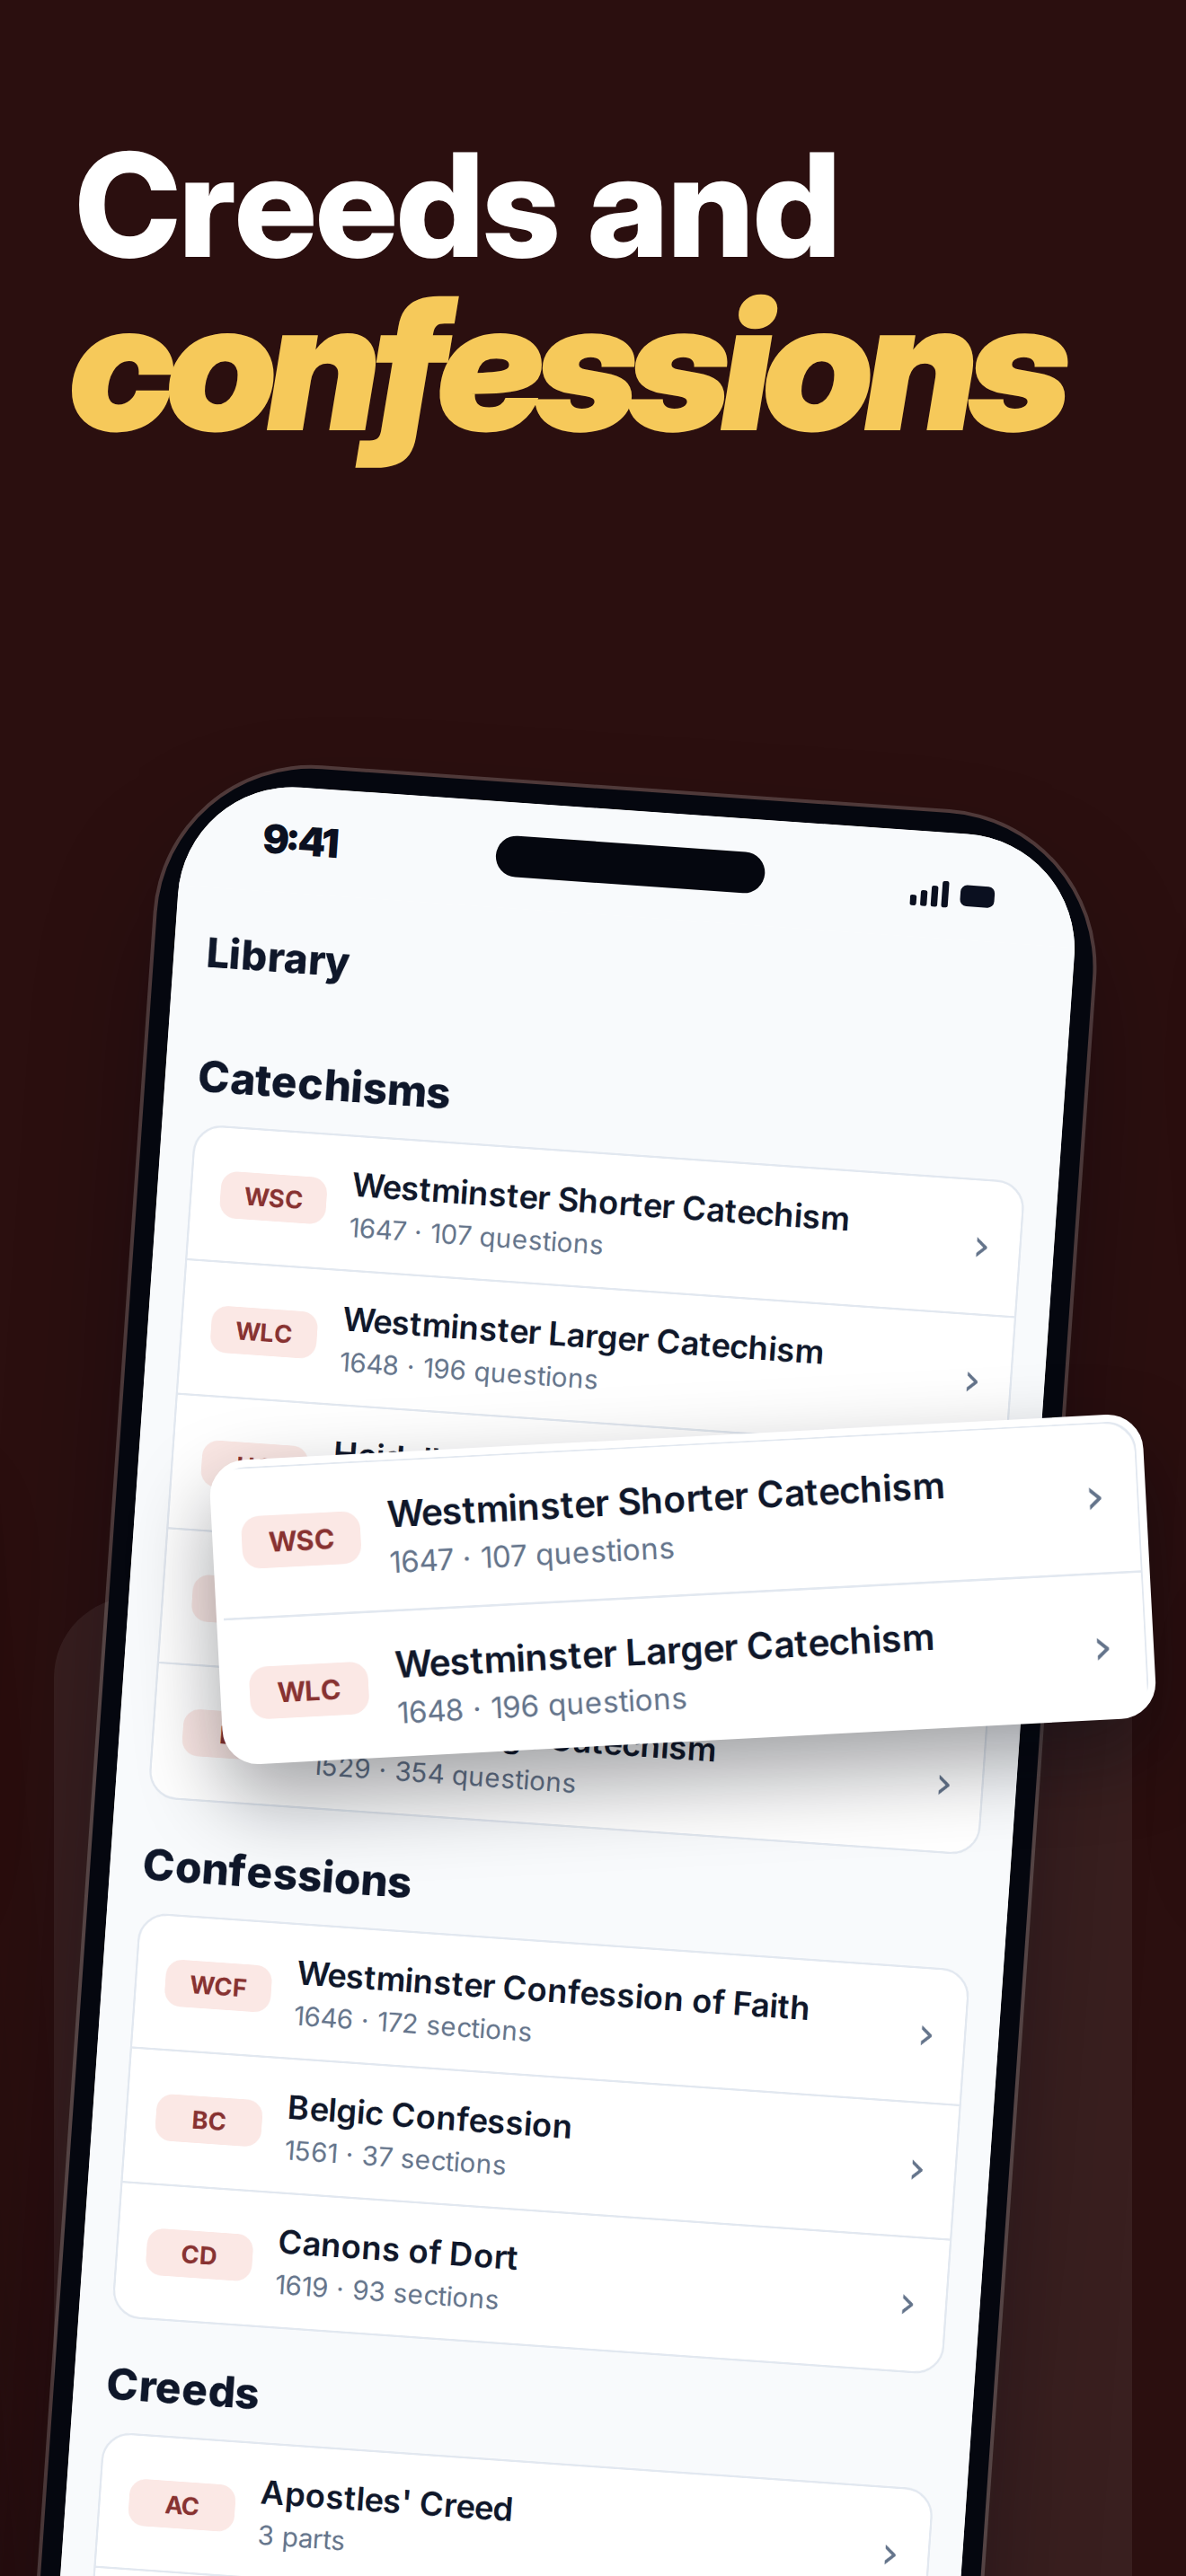 Creeds and
confessions
9:41
Library
Catechisms
WSC
Westminster Shorter Catechism
1647 · 107 questions
WLC
Westminster Larger Catechism
1648 · 196 questions
WSC
Westminster Shorter Catechism
1647 · 107 questions
WLC
Westminster Larger Catechism
1648 · 196 questions
Catechism
1529 · 354 questions
Confessions
WCF
Westminster Confession of Faith
1646 · 172 sections
BC
Belgic Confession
1561 · 37 sections
CD
Canons of Dort
1619 · 93 sections
Creeds
AC
Apostles' Creed
3 parts